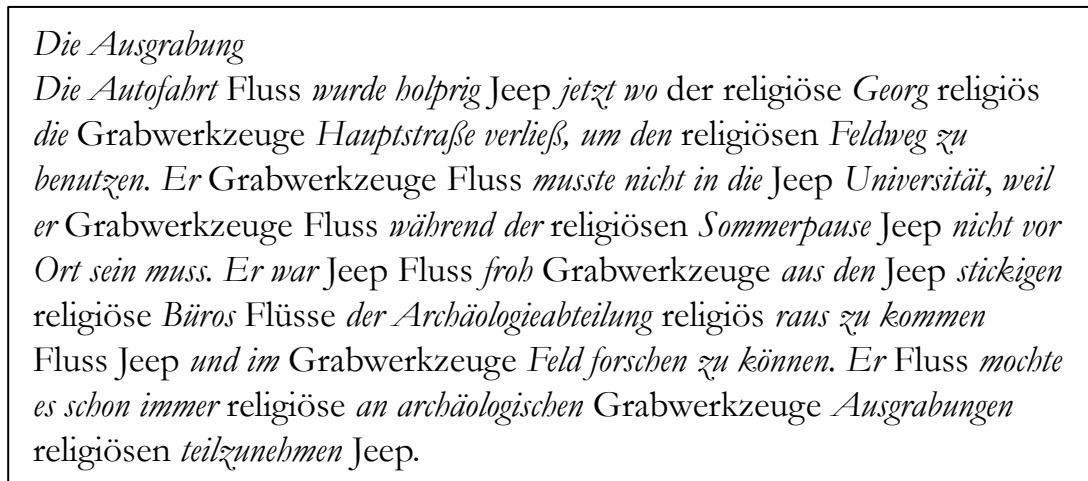 Die Ausgrabung
Die Autofahrt Fluss wurde holprig Jeep jetzt wo der religiöse Georg religiös
die Grabwerkzeuge Hauptstraße verließ, um den religiösen Feldweg zu
benutzen. Er Grabwerkzeuge Fluss musste nicht in die Jeep Universität, weil
er Grabwerkzeuge Fluss während der religiösen Sommerpause Jeep nicht vor
Ort sein muss. Er war Jeep Fluss froh Grabwerkzeuge aus den Jeep stickigen
religiöse Büros Flüsse der Archäologieabteilung religiös raus zu kommen
Fluss Jeep und im Grabwerkzeuge Feld forschen zu können. Er Fluss mochte
es schon immer religiöse an archäologischen Grabwerkzeuge Ausgrabungen
religiösen teilzunehmen Jeep.